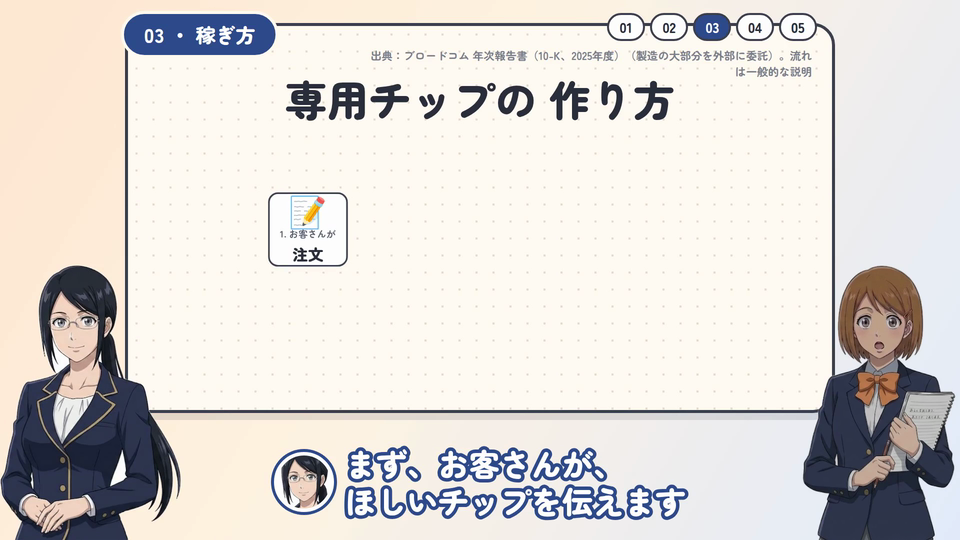 03 ・ 稼ぎ方
01 02 03 04 05
出典：ブロードコム 年次報告書（10-K、2025年度）（製造の大部分を外部に委託）。流れ
は一般的な説明
専用チップの 作り方
1. お客さんが
注文
まず、お客さんが、
ほしいチップを伝えます